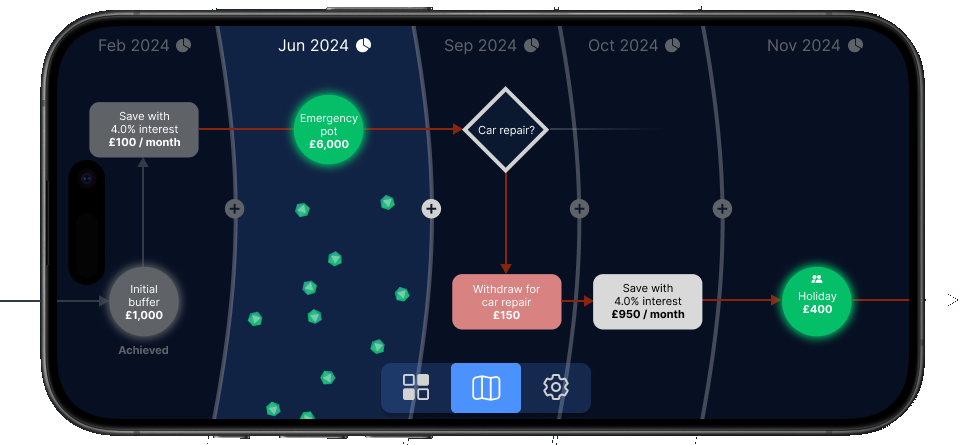 Feb 2024
Jun 2024
Sep 2024
Oct 2024
Nov 2024
Save with
4.0% interest
£100 / month
Emergency
pot
£6,000
Car repair?
Initial
buffer
£1,000
Achieved
Withdraw for
car repair
£150
Save with
4.0% interest
£950 / month
Holiday
£400